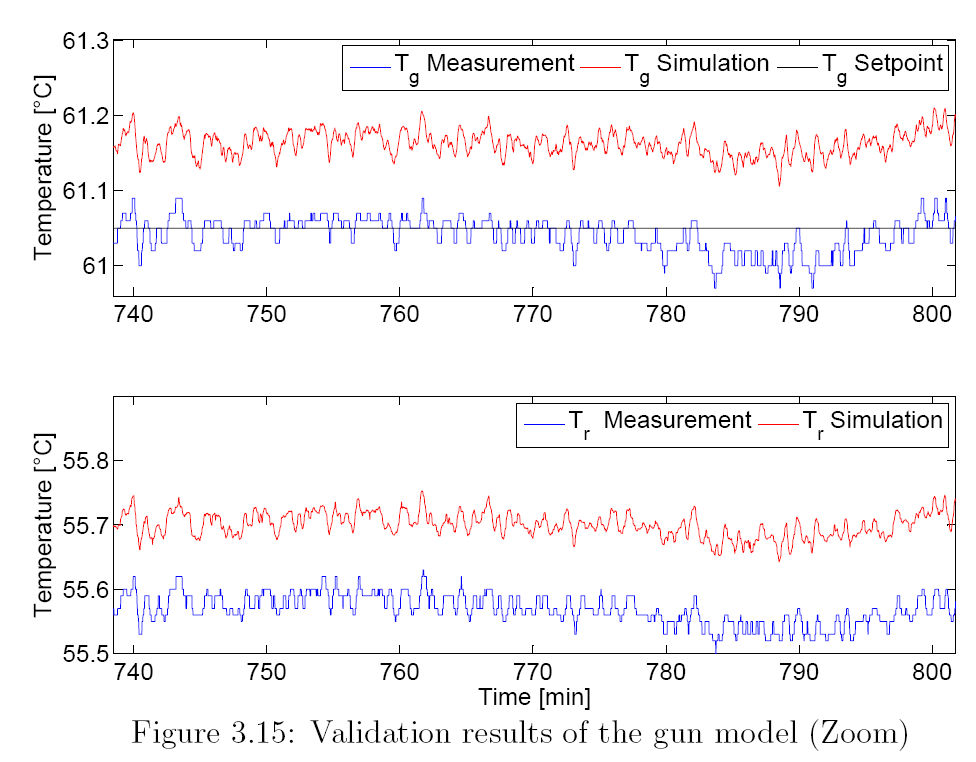 61.3
T_g Measurement T_g Simulation T_g Setpoint
61.2
61.1
61
Temperature [°C]
740 750 760 770 780 790 800
T_r Measurement T_r Simulation
55.8
55.7
55.6
55.5
Temperature [°C]
740 750 760 770 780 790 800
Time [min]
Figure 3.15: Validation results of the gun model (Zoom)